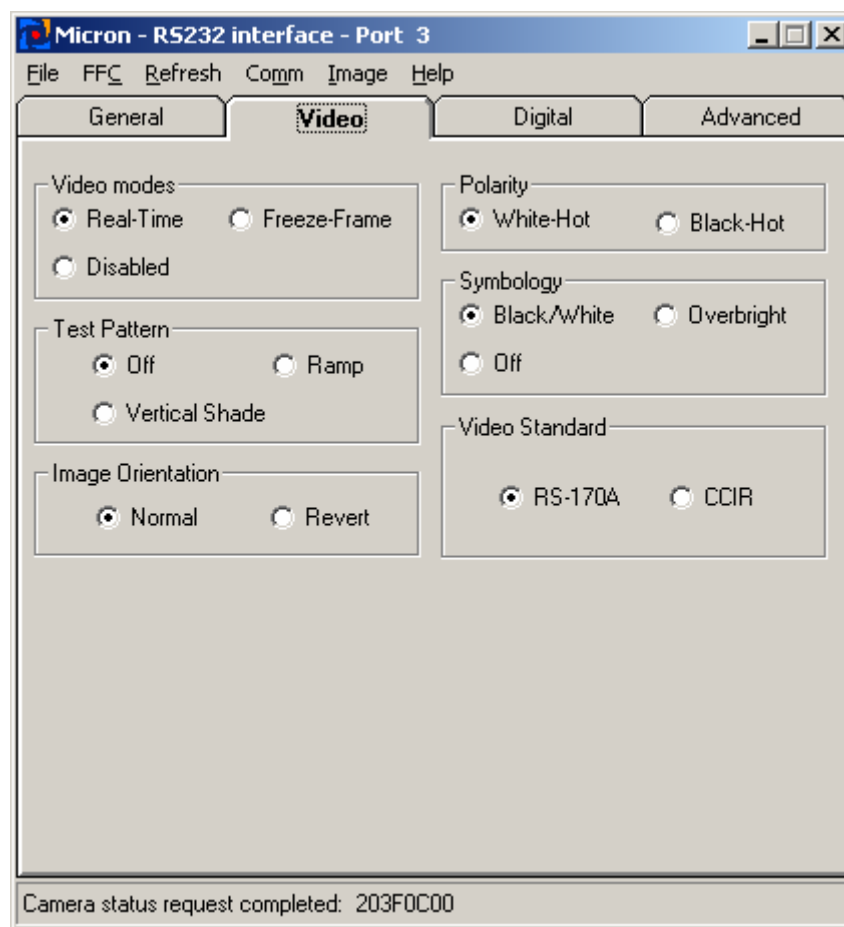 Micron - RS232 interface - Port 3
File FFC Refresh Comm Image Help
General Video Digital Advanced
Video modes
Real-Time Freeze-Frame
Disabled
Test Pattern
Off Ramp
Vertical Shade
Image Orientation
Normal Revert
Polarity
White-Hot Black-Hot
Symbology
Black/White Overbright
Off
Video Standard
RS-170A CCIR
Camera status request completed: 203F0C00